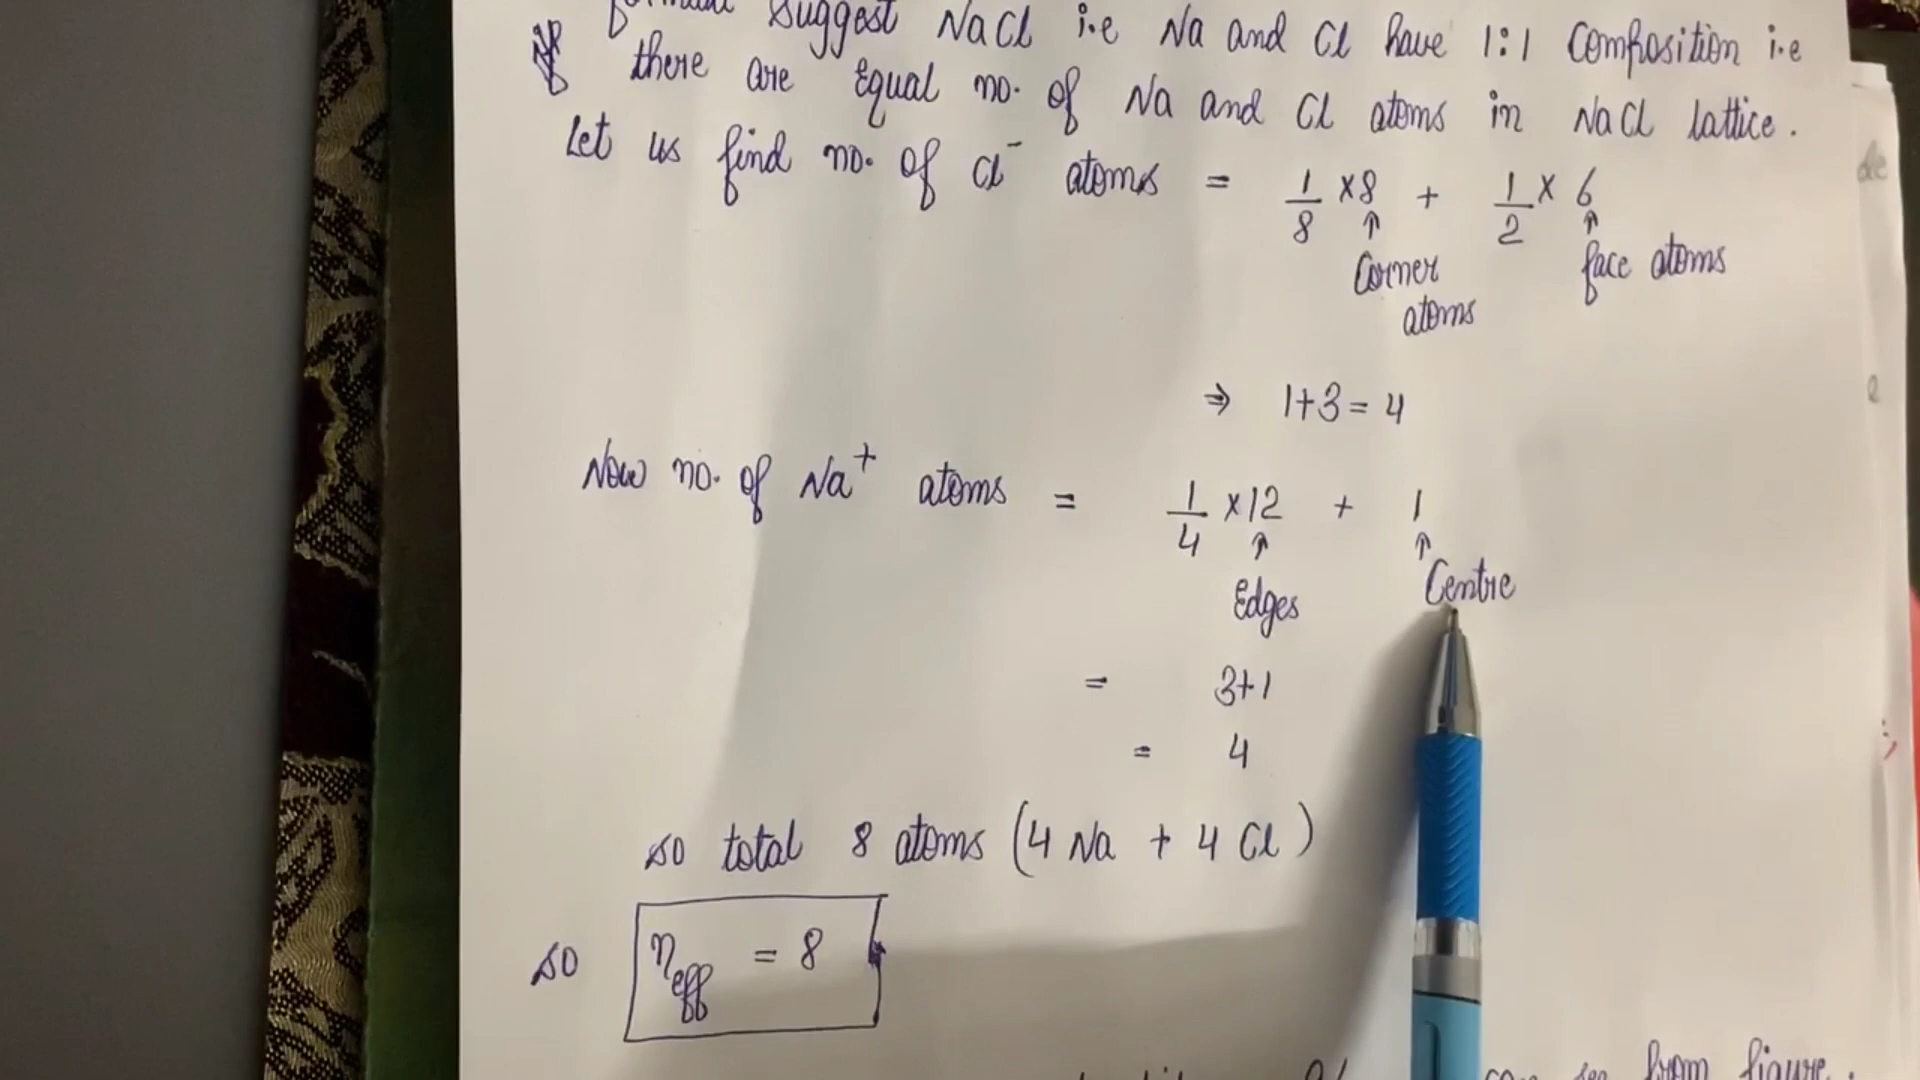 suggest NaCl i.e Na and Cl have 1:1 Composition i.e
there are Equal no. of Na and Cl atoms in NaCl lattice.
Let us find no. of Cl⁻ atoms = 1/8 ×8 + 1/2 × 6
↑ ↑
Corner face atoms
atoms
⇒ 1+3 = 4
Now no. of Na⁺ atoms = 1/4 ×12 + 1
↑ ↑
Edges Centre
= 3+1
= 4
so total 8 atoms (4 Na + 4 Cl)
so η_eff = 8
from figure.